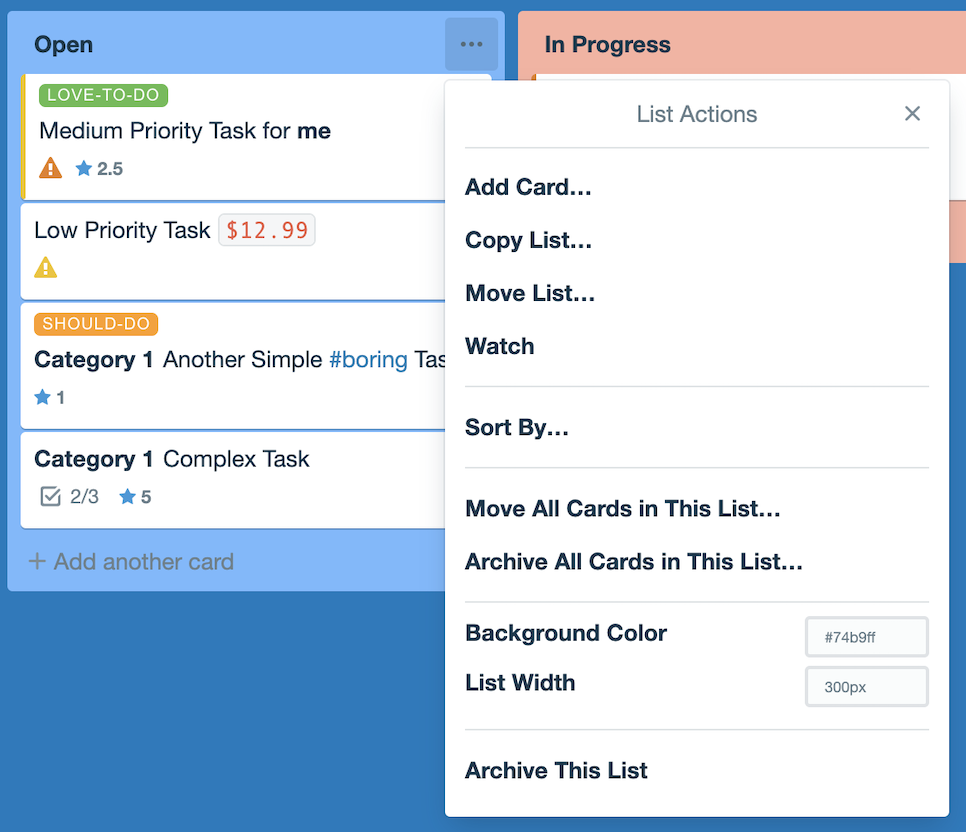 Open
In Progress
LOVE-TO-DO
Medium Priority Task for me
2.5
Low Priority Task $12.99
SHOULD-DO
Category 1 Another Simple #boring
1
Category 1 Complex Task
2/3 5
+ Add another card
List Actions
Add Card…
Copy List…
Move List…
Watch
Sort By…
Move All Cards in This List…
Archive All Cards in This List…
Background Color #74b9ff
List Width 300px
Archive This List